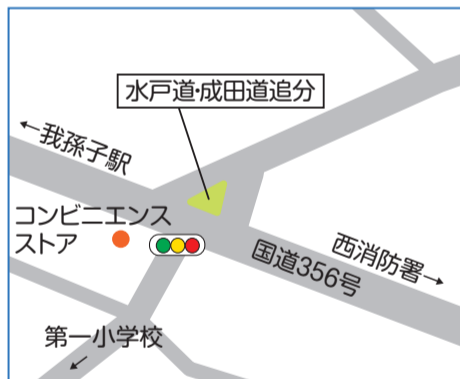 水戸道・成田道追分
←我孫子駅
コンビニエンス
ストア
西消防署→
国道356号
第一小学校
↙